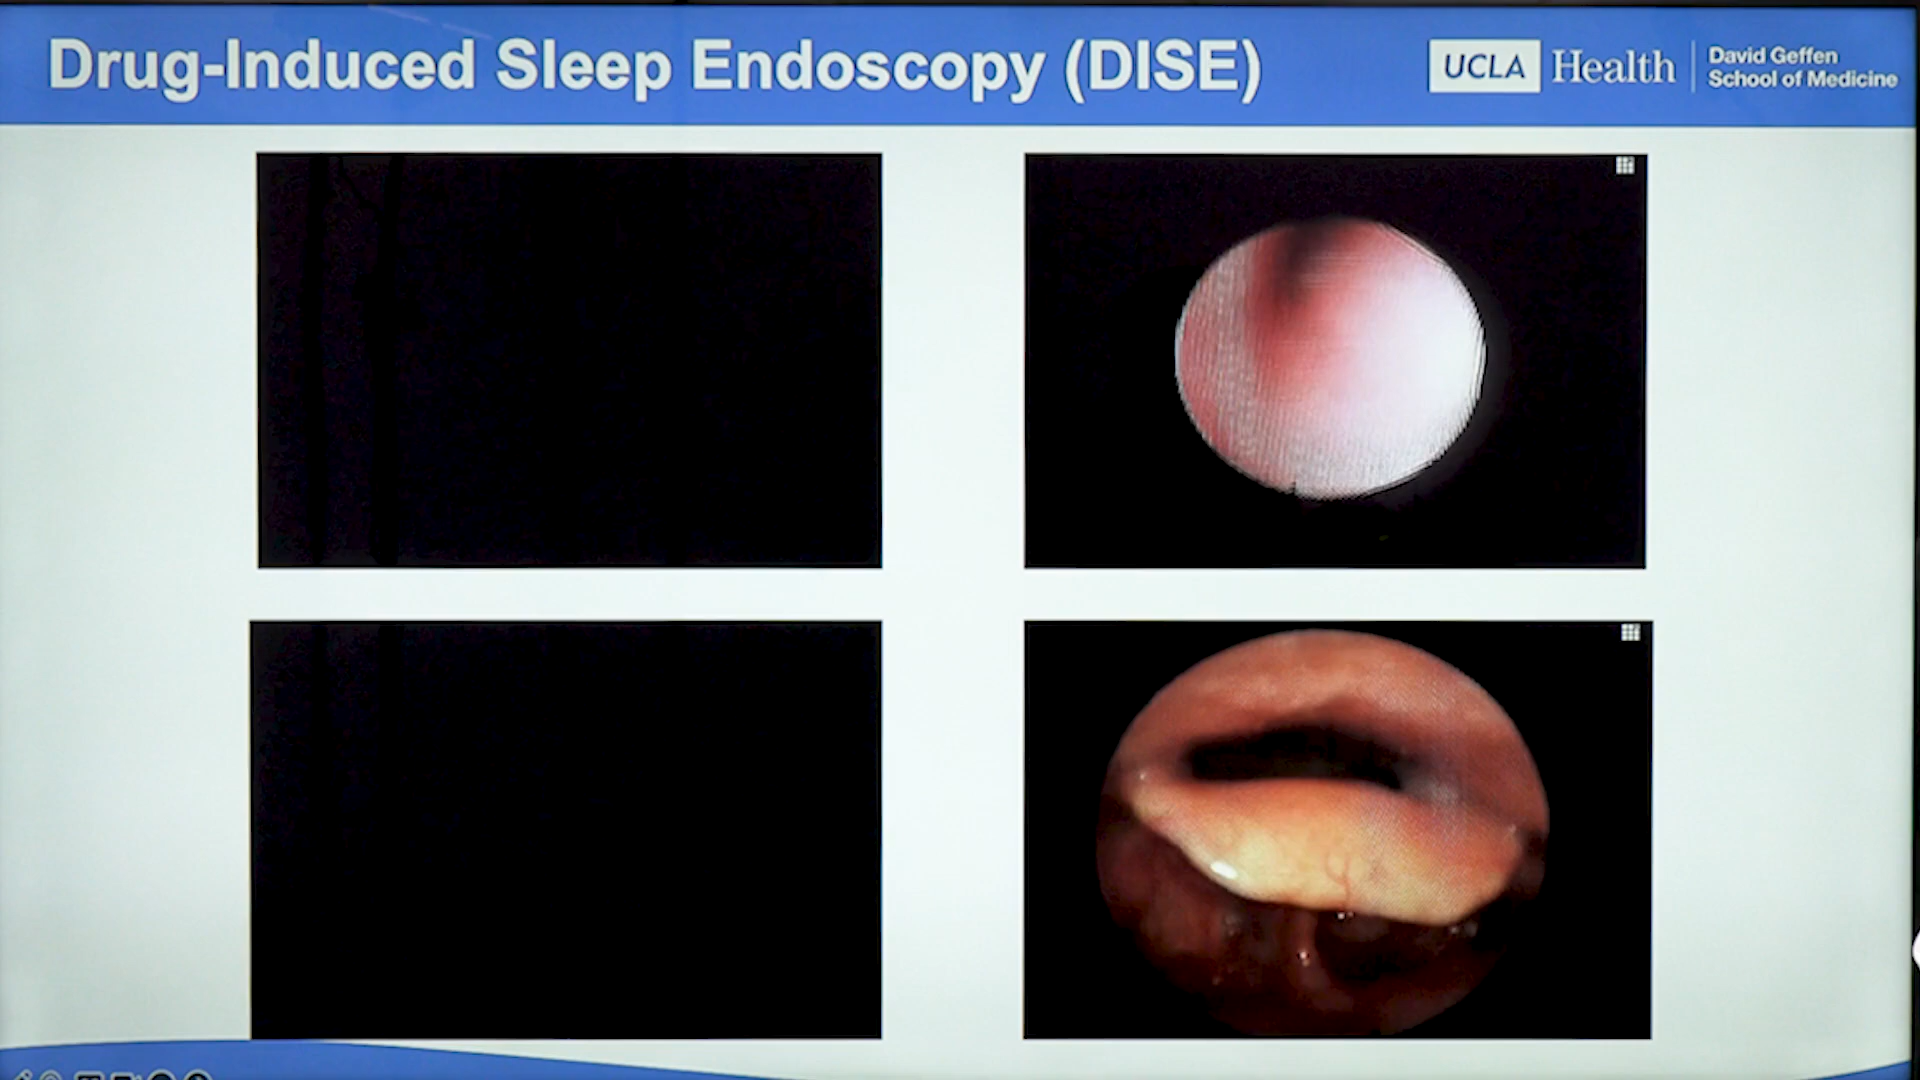 Drug-Induced Sleep Endoscopy (DISE)
UCLA Health
David Geffen
School of Medicine